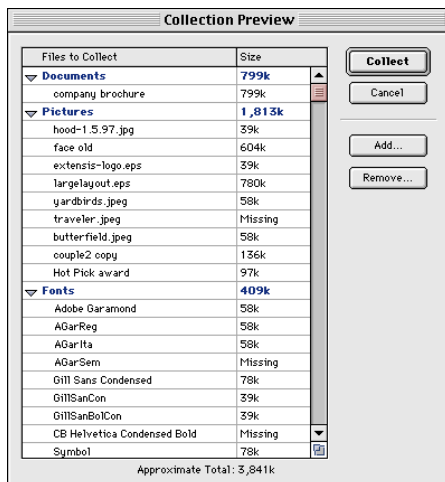 Collection Preview
Files to Collect Size
Documents 799k
company brochure 799k
Pictures 1,813k
hood-1.5.97.jpg 39k
face old 604k
extensis-logo.eps 39k
largelayout.eps 780k
yardbirds.jpeg 58k
traveler.jpeg Missing
butterfield.jpeg 58k
couple2 copy 136k
Hot Pick award 97k
Fonts 409k
Adobe Garamond 58k
AGarReg 58k
AGarIta 58k
AGarSem Missing
Gill Sans Condensed 78k
GillSanCon 39k
GillSanBolCon 39k
CB Helvetica Condensed Bold Missing
Symbol 78k
Approximate Total: 3,841k
Collect
Cancel
Add...
Remove...